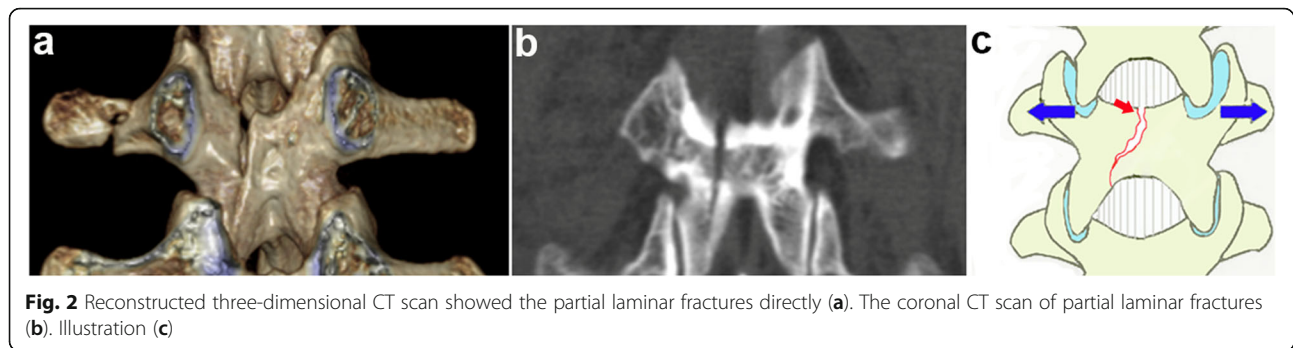 a
b
c
Fig. 2 Reconstructed three-dimensional CT scan showed the partial laminar fractures directly (a). The coronal CT scan of partial laminar fractures
(b). Illustration (c)